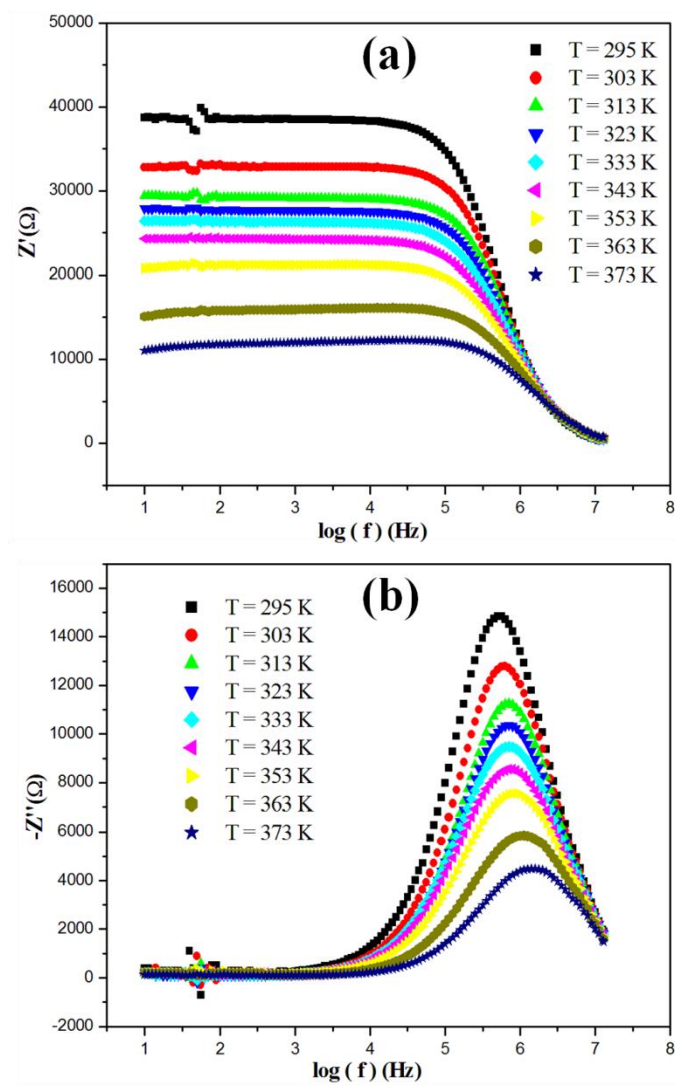 (a)
50000
40000
30000
20000
10000
0
Z'(Ω)
T = 295 K
T = 303 K
T = 313 K
T = 323 K
T = 333 K
T = 343 K
T = 353 K
T = 363 K
T = 373 K
1 2 3 4 5 6 7 8
log ( f ) (Hz)
(b)
16000
14000
12000
10000
8000
6000
4000
2000
0
-2000
-Z''(Ω)
T = 295 K
T = 303 K
T = 313 K
T = 323 K
T = 333 K
T = 343 K
T = 353 K
T = 363 K
T = 373 K
1 2 3 4 5 6 7 8
log ( f ) (Hz)